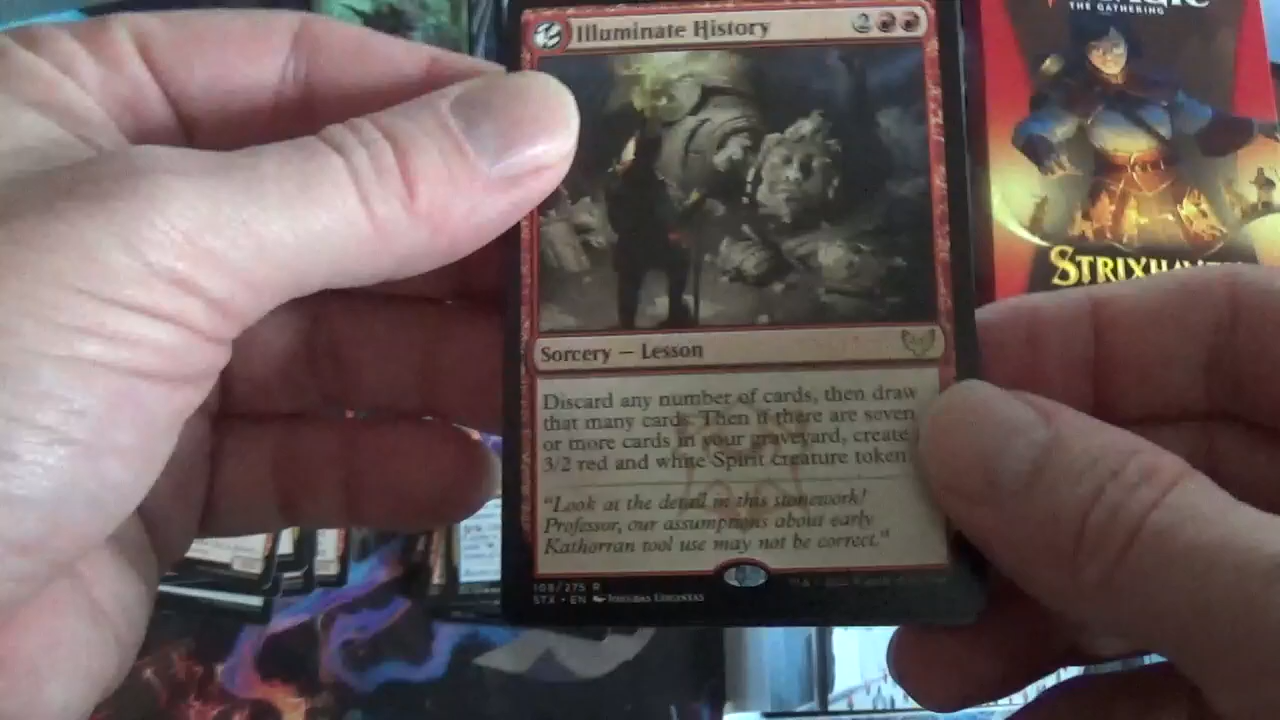 Illuminate History 2
THE GATHERING
STRIXHAVEN
Sorcery — Lesson
Discard any number of cards, then draw
that many cards. Then if there are seven
or more cards in your graveyard, create
3/2 red and white Spirit creature token.
"Look at the detail in this stonework!
Professor, our assumptions about early
Kathorran tool use may not be correct."
108/275 R
STX • EN